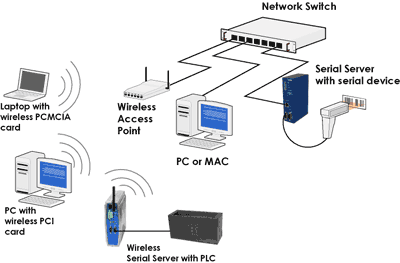 Network Switch
Serial Server
with serial device
Laptop with
wireless PCMCIA
card
Wireless
Access
Point
PC or MAC
PC with
wireless PCI
card
Wireless
Serial Server with PLC